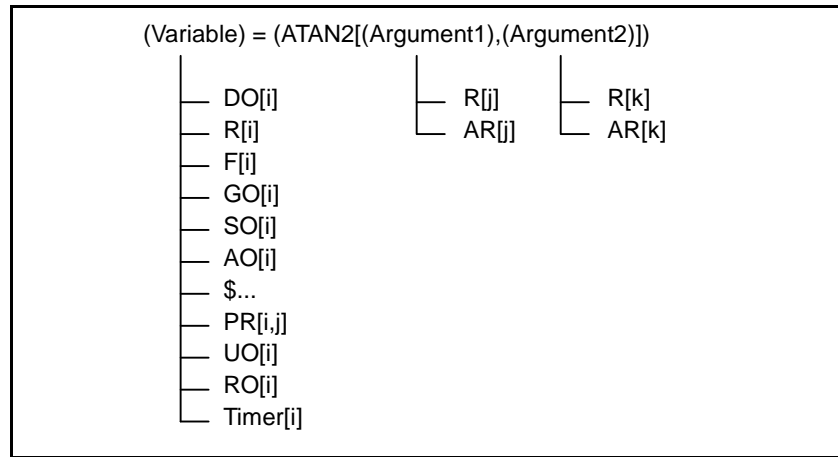 (Variable) = (ATAN2[(Argument1),(Argument2)])
DO[i] R[j] R[k]
R[i] AR[j] AR[k]
F[i]
GO[i]
SO[i]
AO[i]
$...
PR[i,j]
UO[i]
RO[i]
Timer[i]